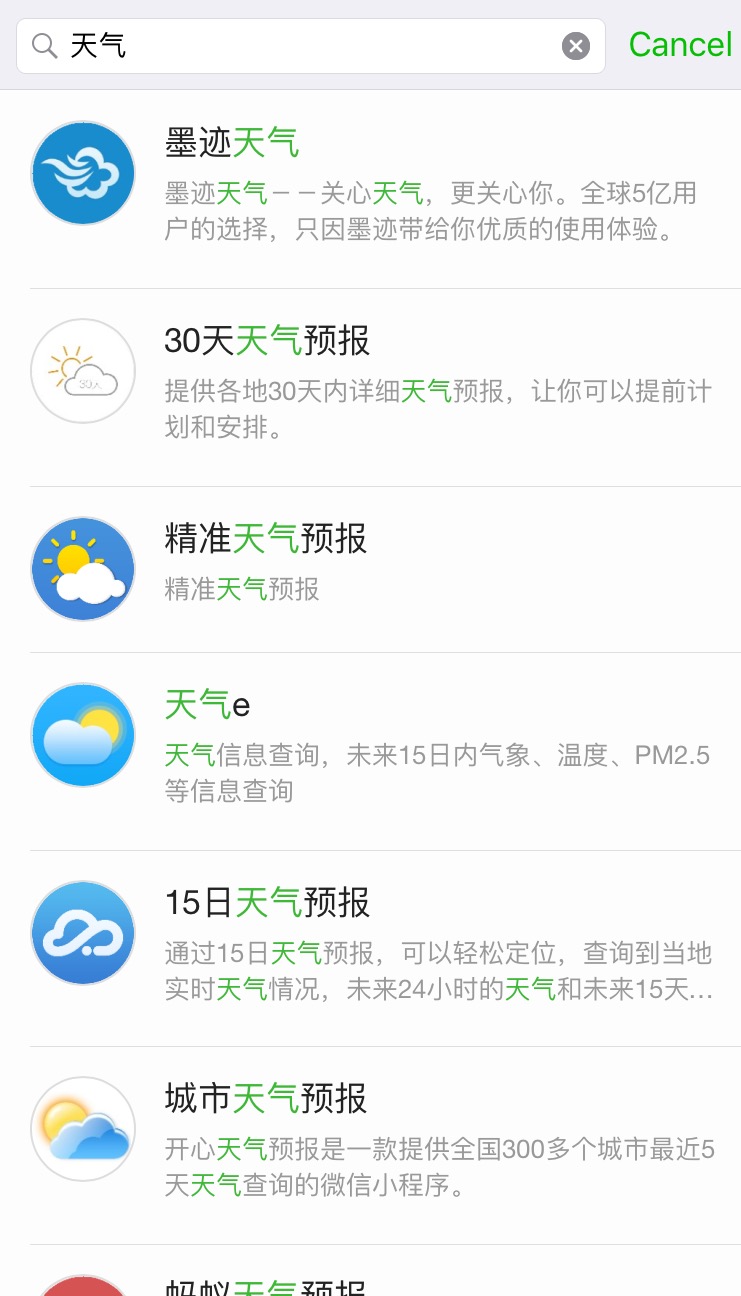 天气
Cancel
墨迹天气
墨迹天气－－关心天气，更关心你。全球5亿用
户的选择，只因墨迹带给你优质的使用体验。
30天天气预报
30天
提供各地30天内详细天气预报，让你可以提前计
划和安排。
精准天气预报
精准天气预报
天气e
天气信息查询，未来15日内气象、温度、PM2.5
等信息查询
15日天气预报
通过15日天气预报，可以轻松定位，查询到当地
实时天气情况，未来24小时的天气和未来15天...
城市天气预报
开心天气预报是一款提供全国300多个城市最近5
天天气查询的微信小程序。
蚂蚁天气预报